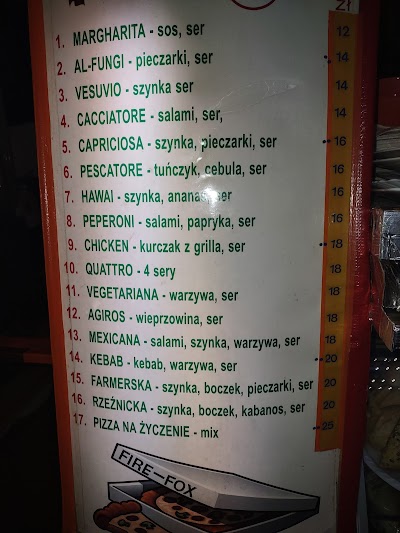 zł
1. MARGHARITA - sos, ser 12
2. AL-FUNGI - pieczarki, ser 14
3. VESUVIO - szynka ser 14
4. CACCIATORE - salami, ser, 14
5. CAPRICIOSA - szynka, pieczarki, ser 16
6. PESCATORE - tuńczyk, cebula, ser 16
7. HAWAI - szynka, ananas, ser 16
8. PEPERONI - salami, papryka, ser 16
9. CHICKEN - kurczak z grilla, ser 18
10. QUATTRO - 4 sery 18
11. VEGETARIANA - warzywa, ser 18
12. AGIROS - wieprzowina, ser 18
13. MEXICANA - salami, szynka, warzywa, ser 18
14. KEBAB - kebab, warzywa, ser 20
15. FARMERSKA - szynka, boczek, pieczarki, ser 20
16. RZEŹNICKA - szynka, boczek, kabanos, ser 20
17. PIZZA NA ŻYCZENIE - mix 25
FIRE-FOX